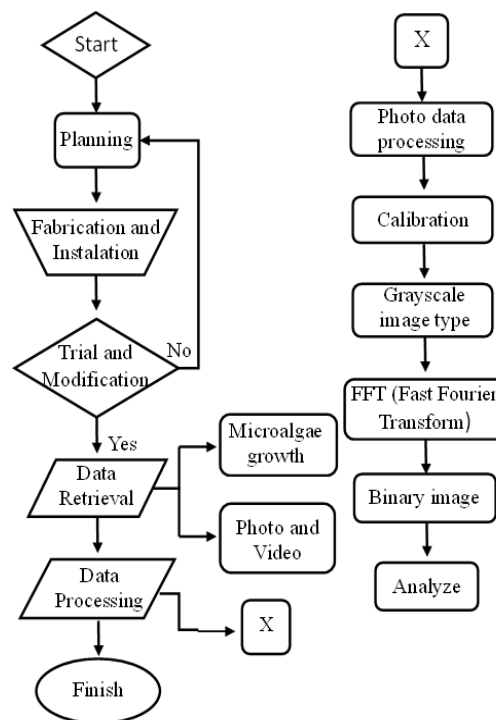 Start
Planning
Fabrication and
Instalation
Trial and
Modification
No
Yes
Data
Retrieval
Microalgae
growth
Photo and
Video
Data
Processing
X
Finish
X
Photo data
processing
Calibration
Grayscale
image type
FFT (Fast Fourier
Transform)
Binary image
Analyze